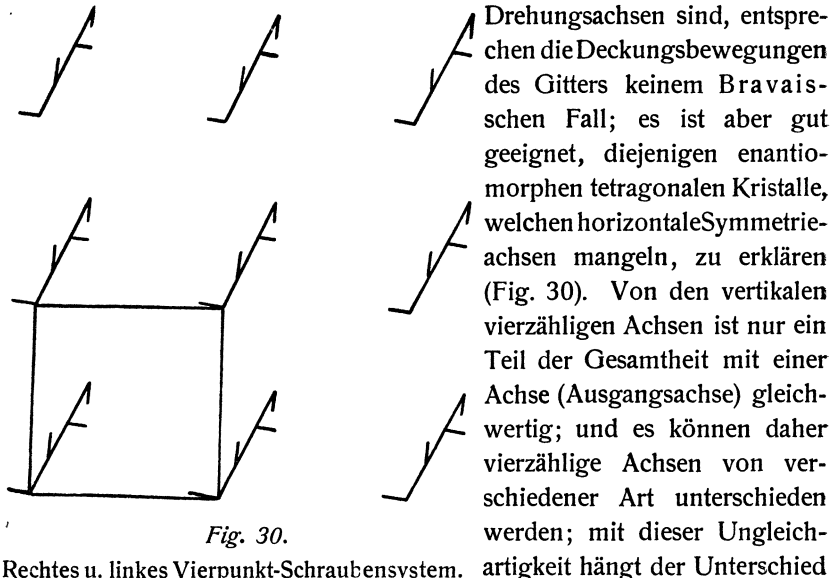 Drehungsachsen sind, entspre-
chen die Deckungsbewegungen
des Gitters keinem Bravais-
schen Fall; es ist aber gut
geeignet, diejenigen enantio-
morphen tetragonalen Kristalle,
welchen horizontale Symmetrie-
achsen mangeln, zu erklären
(Fig. 30). Von den vertikalen
vierzähligen Achsen ist nur ein
Teil der Gesamtheit mit einer
Achse (Ausgangsachse) gleich-
wertig; und es können daher
vierzählige Achsen von ver-
schiedener Art unterschieden
werden; mit dieser Ungleich-
artigkeit hängt der Unterschied
Fig. 30.
Rechtes u. linkes Vierpunkt-Schraubensystem.